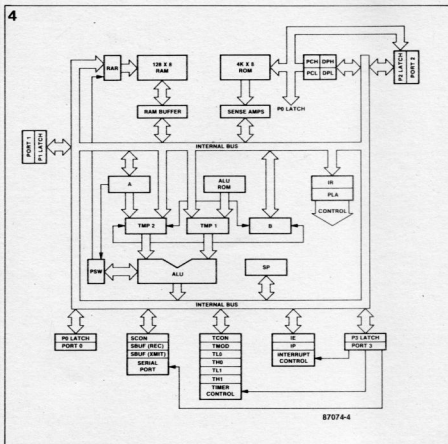 4
RAR
128 X 8
RAM
4K X 8
ROM
PCH DPH
PCL DPL
P2 LATCH
PORT 2
P0 LATCH
RAM BUFFER
SENSE AMPS
PORT 1
P1 LATCH
INTERNAL BUS
A
ALU
ROM
IR
PLA
CONTROL
TMP 2
TMP 1
B
PSW
ALU
SP
INTERNAL BUS
P0 LATCH
PORT 0
SCON
SBUF (REC)
SBUF (XMIT)
SERIAL
PORT
TCON
TMOD
TL0
TH0
TL1
TH1
TIMER
CONTROL
IE
IP
INTERRUPT
CONTROL
P3 LATCH
PORT 3
87074-4